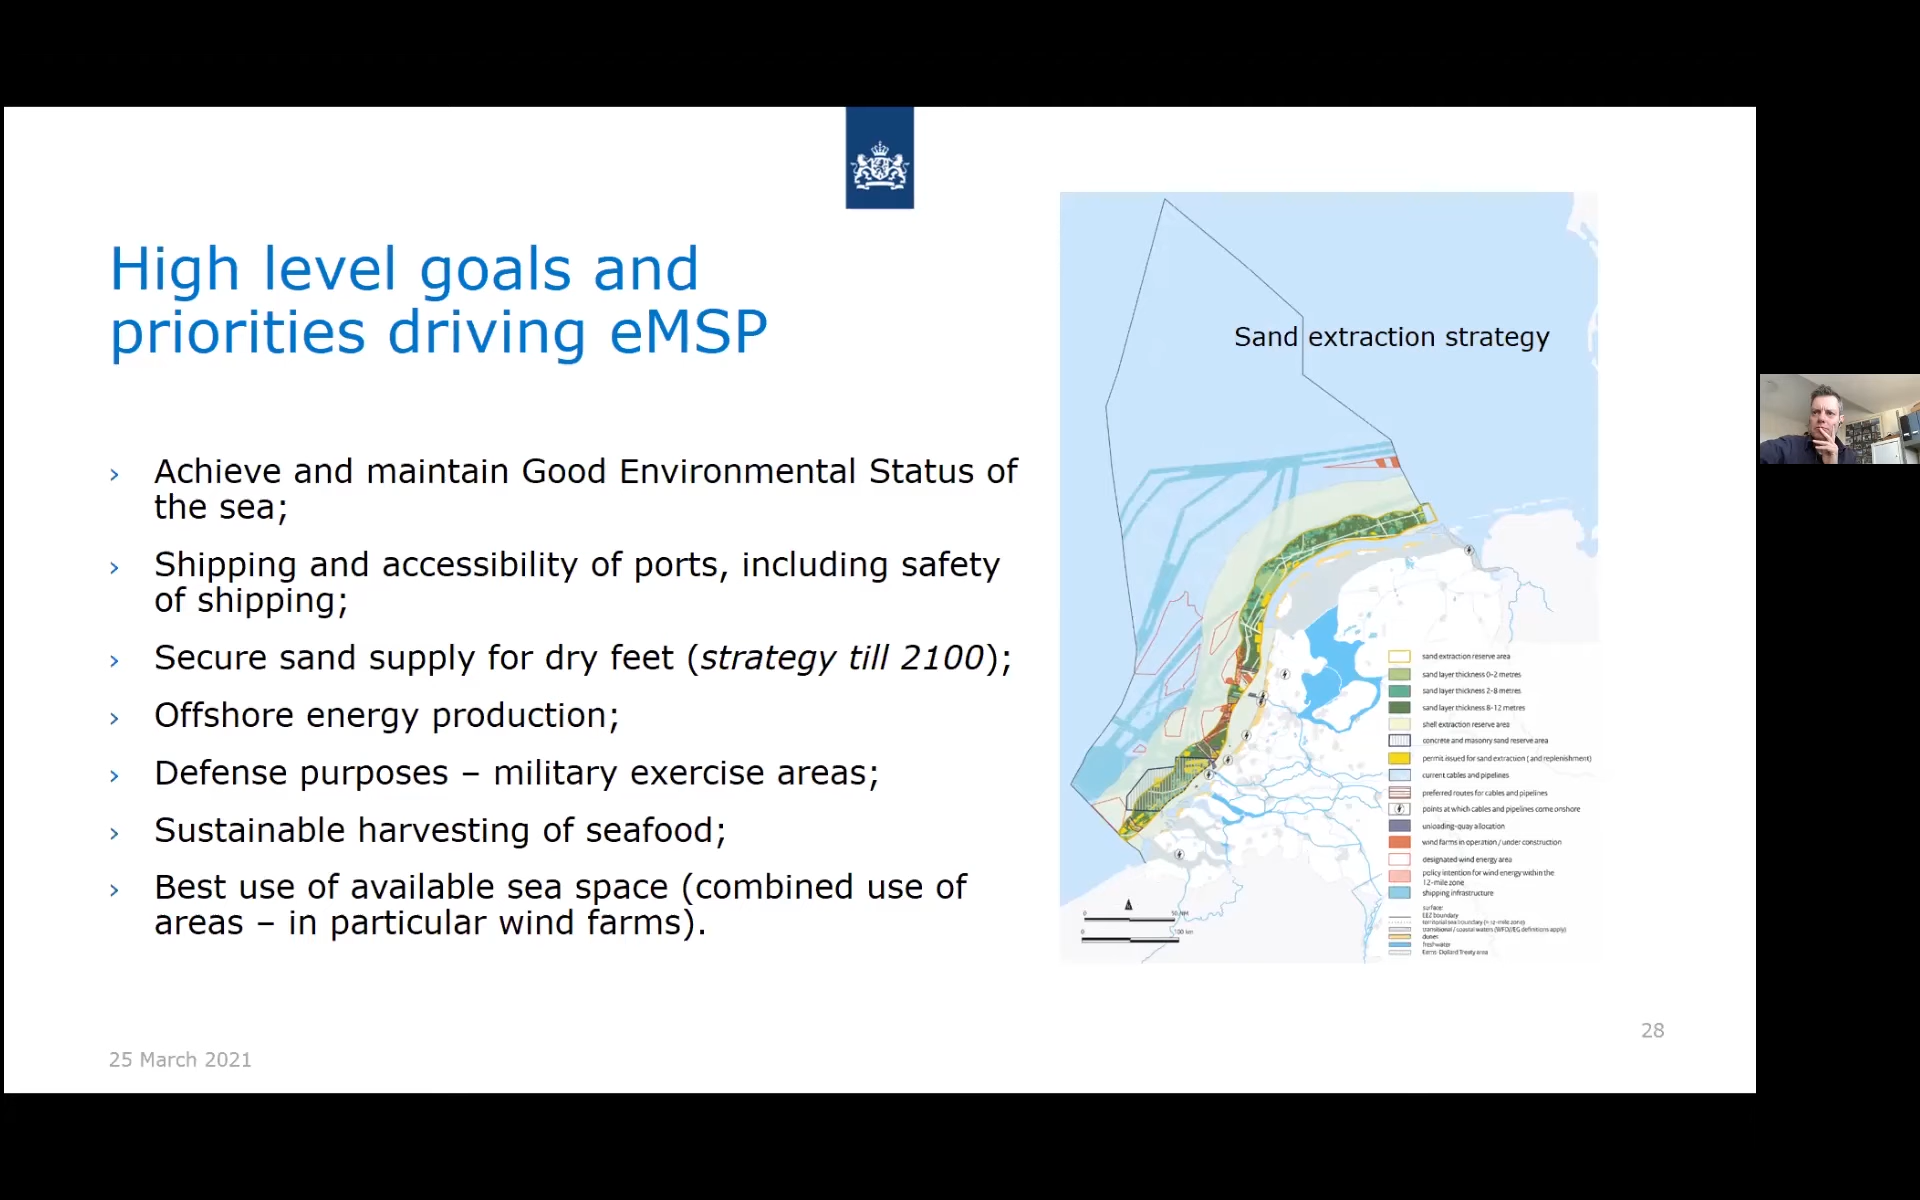 High level goals and
priorities driving eMSP
› Achieve and maintain Good Environmental Status of
the sea;
› Shipping and accessibility of ports, including safety
of shipping;
› Secure sand supply for dry feet (strategy till 2100);
› Offshore energy production;
› Defense purposes – military exercise areas;
› Sustainable harvesting of seafood;
› Best use of available sea space (combined use of
areas – in particular wind farms).
25 March 2021
Sand extraction strategy
sand extraction reserve area
sand layer thickness 0-2 metres
sand layer thickness 2-8 metres
sand layer thickness 8-12 metres
shell extraction reserve area
concrete and masonry sand reserve area
permit issued for sand extraction (and replenishment)
current cables and pipelines
preferred routes for cables and pipelines
points at which cables and pipelines come onshore
unloading-quay allocation
wind farms in operation / under construction
designated wind energy area
policy intention for wind energy within the
12-mile zone
shipping infrastructure
surface:
EEZ boundary
territorial sea boundary (= 12-mile zone)
transitional / coastal waters
dunes
freshwater
Eems-Dollard Treaty area
0 50 NM
0 100 km
28